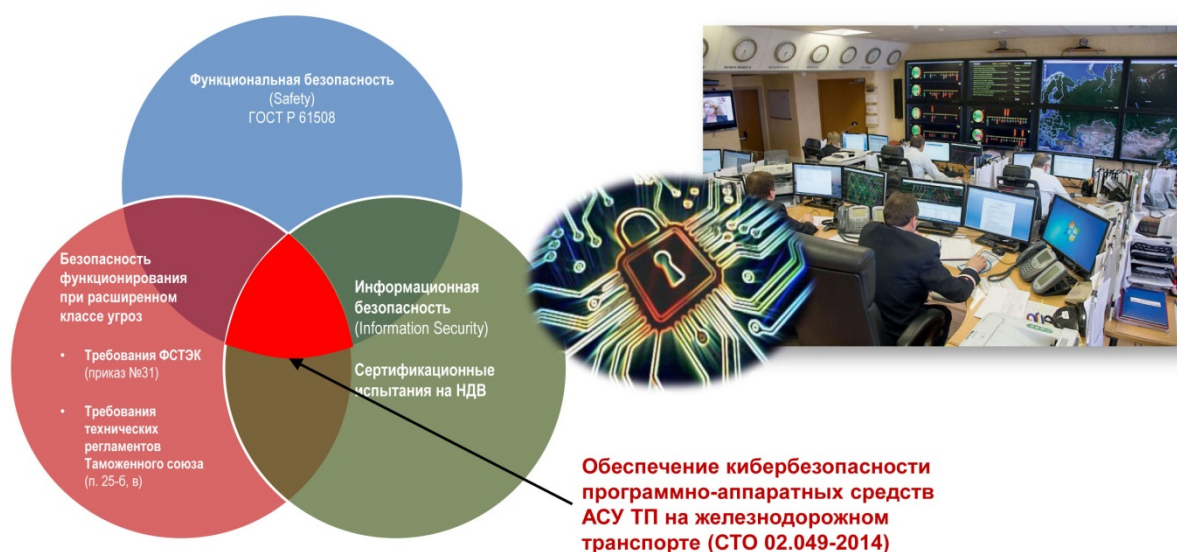 Функциональная безопасность
(Safety)
ГОСТ Р 61508
Безопасность
функционирования
при расширенном
классе угроз
• Требования ФСТЭК
(приказ №31)
• Требования
технических
регламентов
Таможенного союза
(п. 25-б, в)
Информационная
безопасность
(Information Security)
Сертификационные
испытания на НДВ
Обеспечение кибербезопасности
программно-аппаратных средств
АСУ ТП на железнодорожном
транспорте (СТО 02.049-2014)